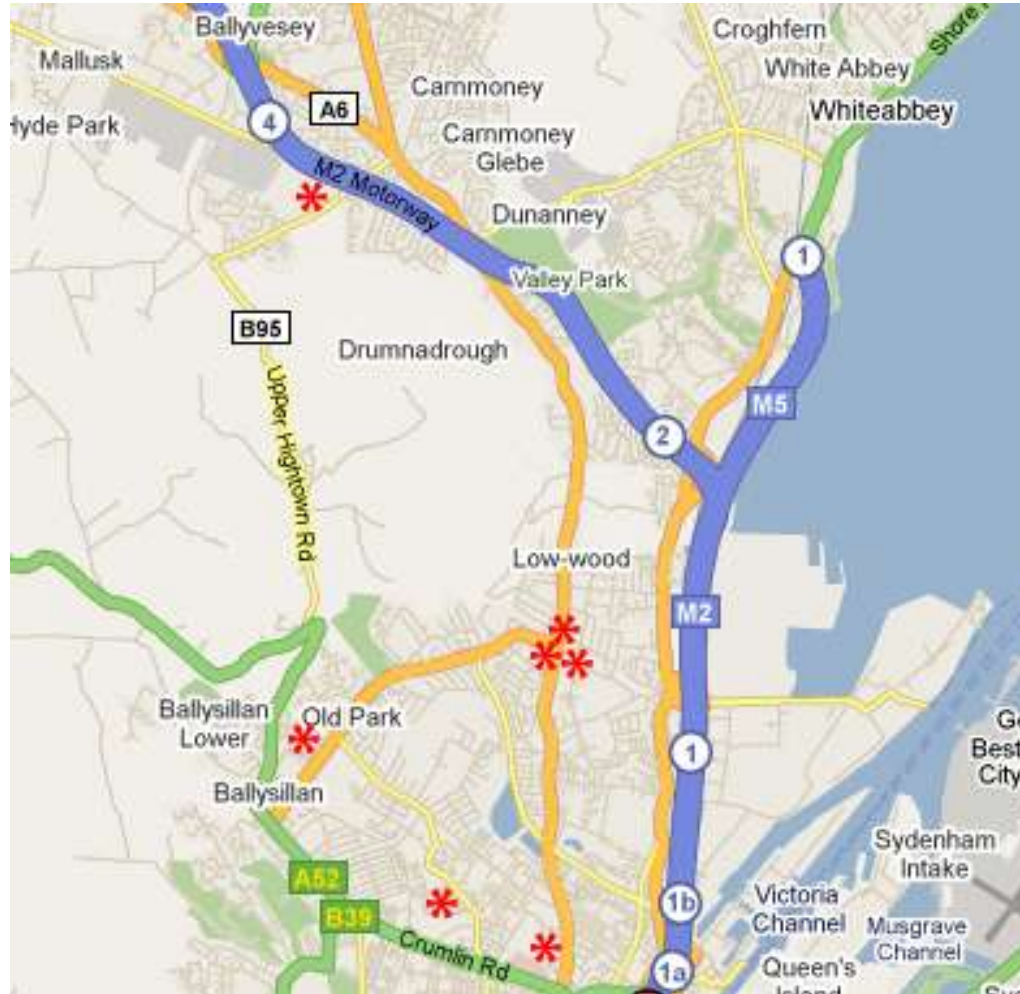 Ballyvesey
Croghfern
Shore
Mallusk
White Abbey
Carnmoney
A6
Whiteabbey
Hyde Park
4
Carnmoney
Glebe
M2 Motorway
Dunanney
1
Valley Park
B95
Drumnadrough
M5
Upper Hightown Rd
2
Low-wood
M2
Ballysillan
Lower
Old Park
Best
City
1
Ballysillan
Sydenham
Intake
A52
B39
1b
Victoria
Channel
Musgrave
Channel
Crumlin Rd
1a
Queen's
Island